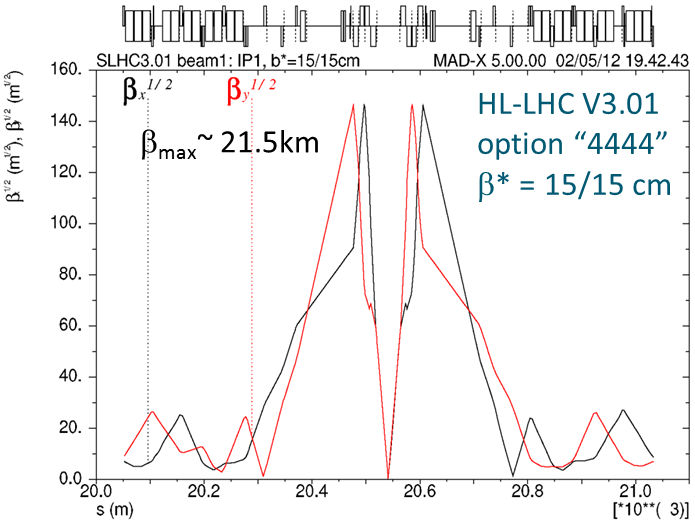 SLHC3.01 beam1: IP1, b*=15/15cm MAD-X 5.00.00 02/05/12 19.42.43
βx^1/2 βy^1/2
βmax~ 21.5km
HL-LHC V3.01
option “4444”
β* = 15/15 cm
βx^1/2 (m^1/2), βy^1/2 (m^1/2)
160.
140.
120.
100.
80.
60.
40.
20.
0.0
20.0 20.2 20.4 20.6 20.8 21.0
s (m) [*10**( 3)]